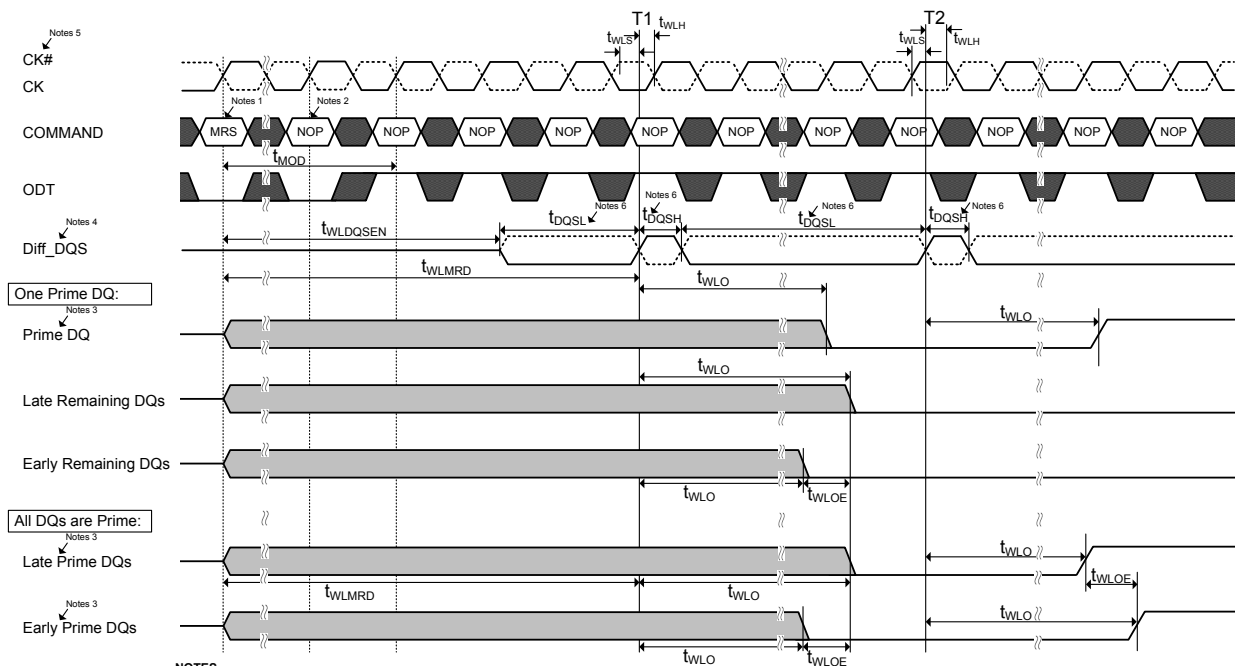 T1 T2
tWLS tWLH tWLS tWLH
Notes 5
CK#
CK
Notes 1 Notes 2
COMMAND MRS NOP NOP NOP NOP NOP NOP NOP NOP NOP NOP NOP
tMOD
ODT
Notes 6 Notes 6 Notes 6 Notes 6
tDQSL tDQSH tDQSL tDQSH
Notes 4
Diff_DQS
tWLDQSEN
tWLMRD
tWLO
One Prime DQ:
Notes 3
Prime DQ
tWLO
tWLO
Late Remaining DQs
Early Remaining DQs
tWLO tWLOE
All DQs are Prime:
Notes 3
Late Prime DQs
tWLO
tWLMRD tWLO tWLOE
Notes 3
Early Prime DQs
tWLO
tWLO tWLOE
NOTES